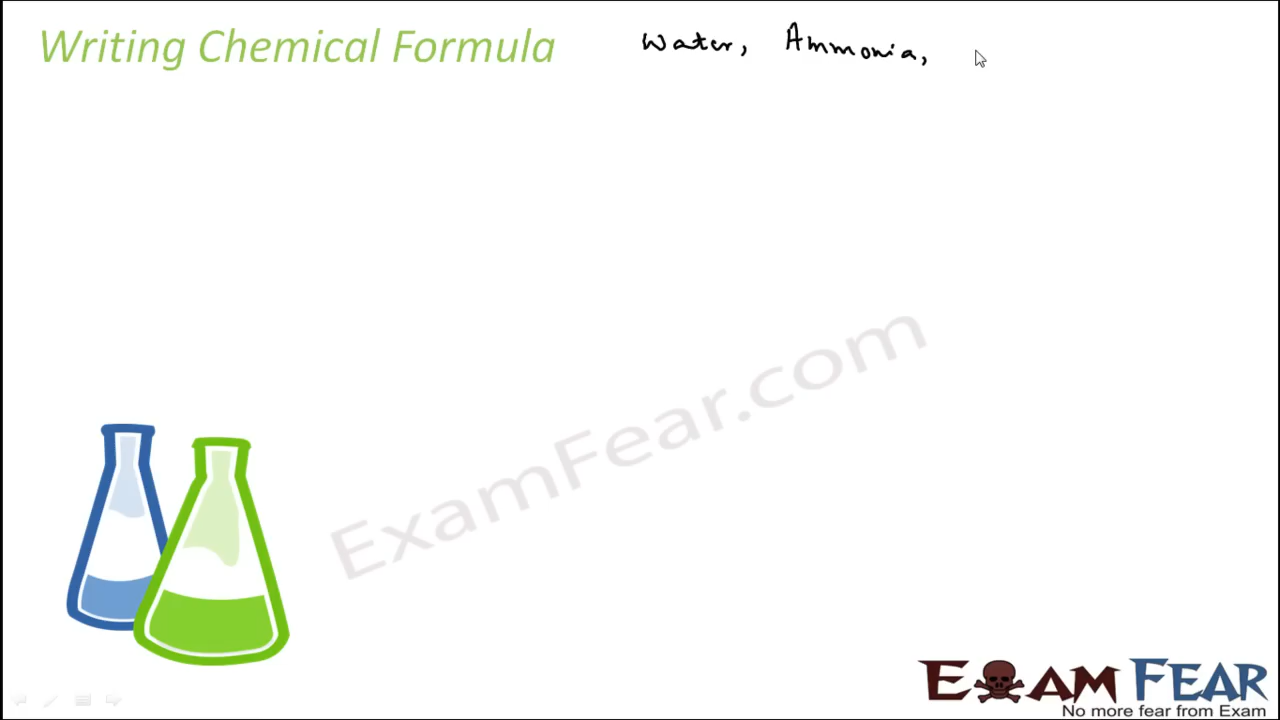 Writing Chemical Formula
Water, Ammonia,
ExamFear.com
EXAM FEAR
No more fear from Exam